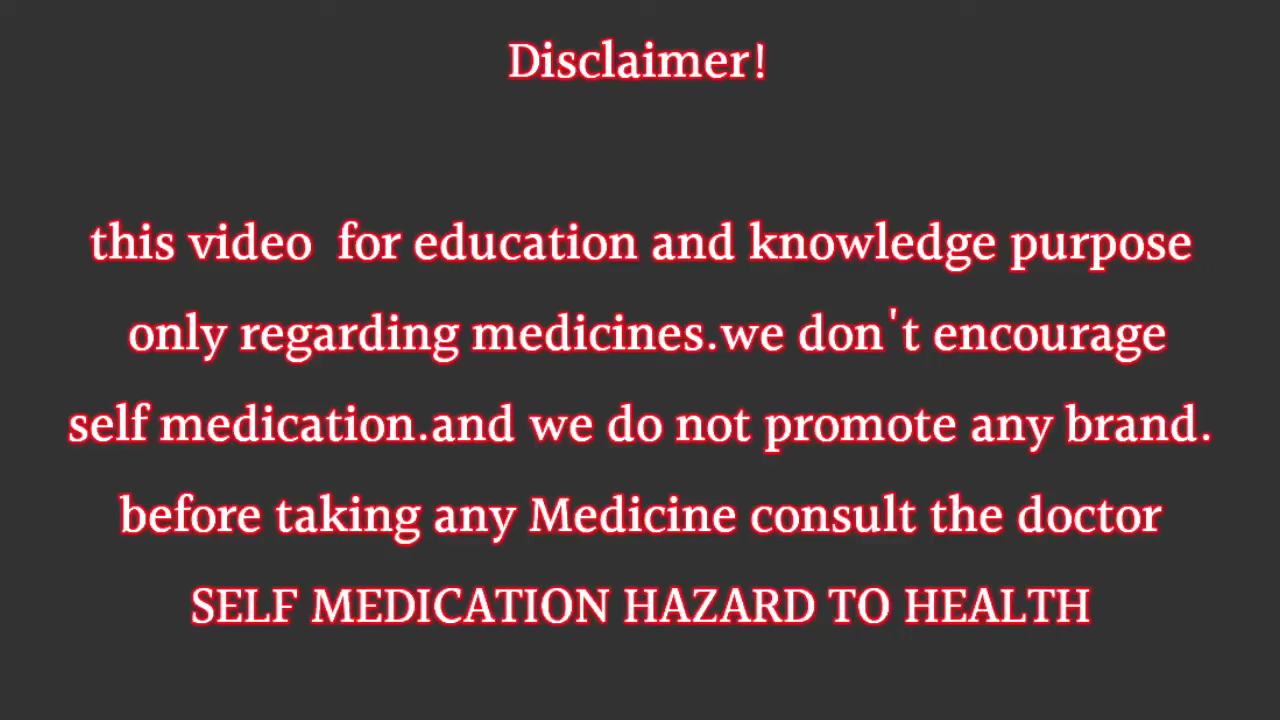 Disclaimer!
this video  for education and knowledge purpose
only regarding medicines.we don't encourage
self medication.and we do not promote any brand.
before taking any Medicine consult the doctor
SELF MEDICATION HAZARD TO HEALTH